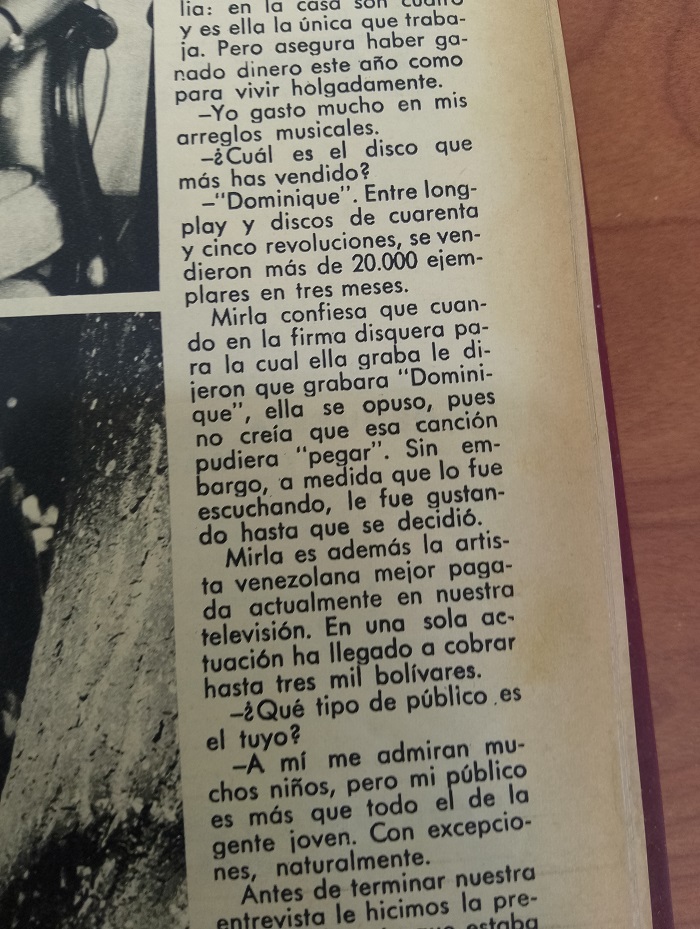 lia: en la casa son cuatro
y es ella la única que traba-
ja. Pero asegura haber ga-
nado dinero este año como
para vivir holgadamente.
—Yo gasto mucho en mis
arreglos musicales.
—¿Cuál es el disco que
más has vendido?
—"Dominique". Entre long-
play y discos de cuarenta
y cinco revoluciones, se ven-
dieron más de 20.000 ejem-
plares en tres meses.
Mirla confiesa que cuan-
do en la firma disquera pa-
ra la cual ella graba le di-
jeron que grabara "Domini-
que", ella se opuso, pues
no creía que esa canción
pudiera "pegar". Sin em-
bargo, a medida que lo fue
escuchando, le fue gustan-
do hasta que se decidió.
Mirla es además la artis-
ta venezolana mejor paga-
da actualmente en nuestra
televisión. En una sola ac-
tuación ha llegado a cobrar
hasta tres mil bolívares.
—¿Qué tipo de público es
el tuyo?
—A mí me admiran mu-
chos niños, pero mi público
es más que todo el de la
gente joven. Con excepcio-
nes, naturalmente.
Antes de terminar nuestra
entrevista le hicimos la pre-
estaba